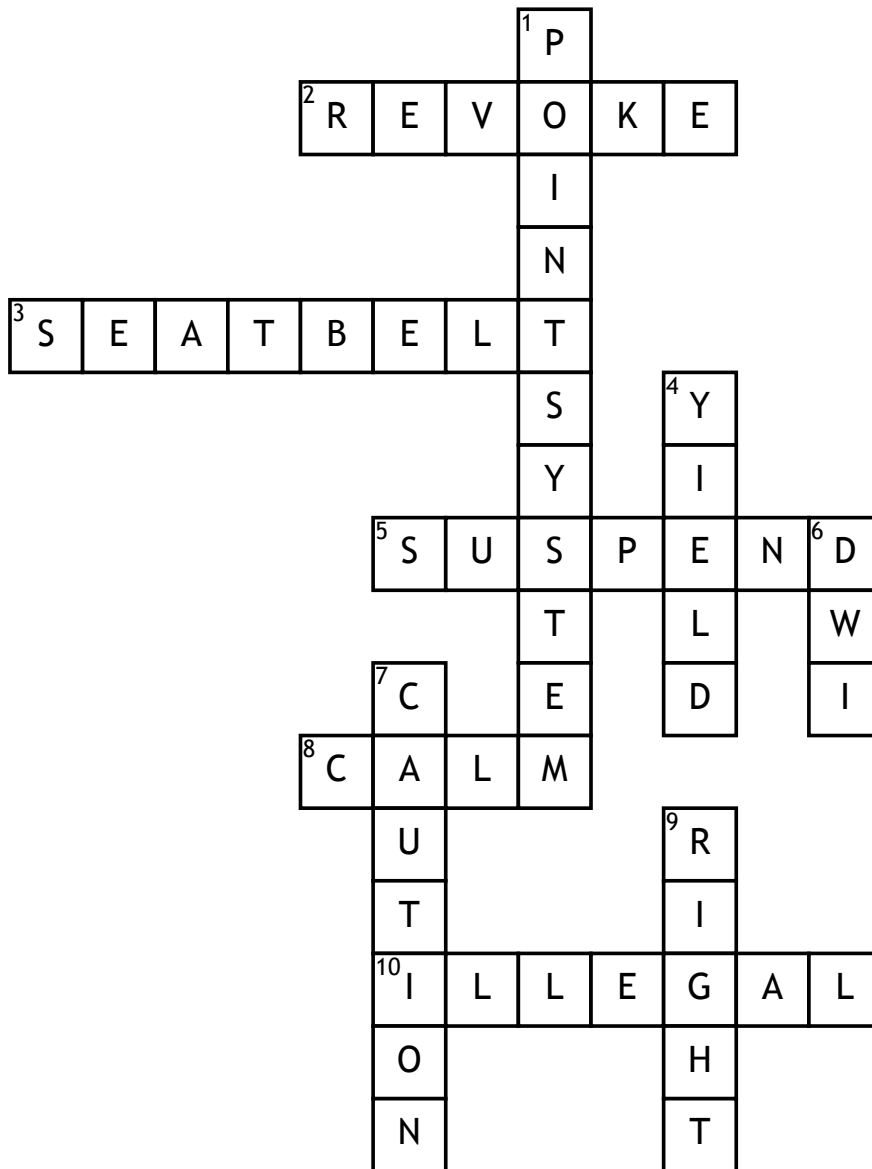 1 P
2 R E V O K E
I
N
3 S E A T B E L T
S 4 Y
Y I
5 S U S P E N 6 D
T L W
7 C E D I
8 C A L M
U 9 R
T I
10 I L L E G A L
O H
N T